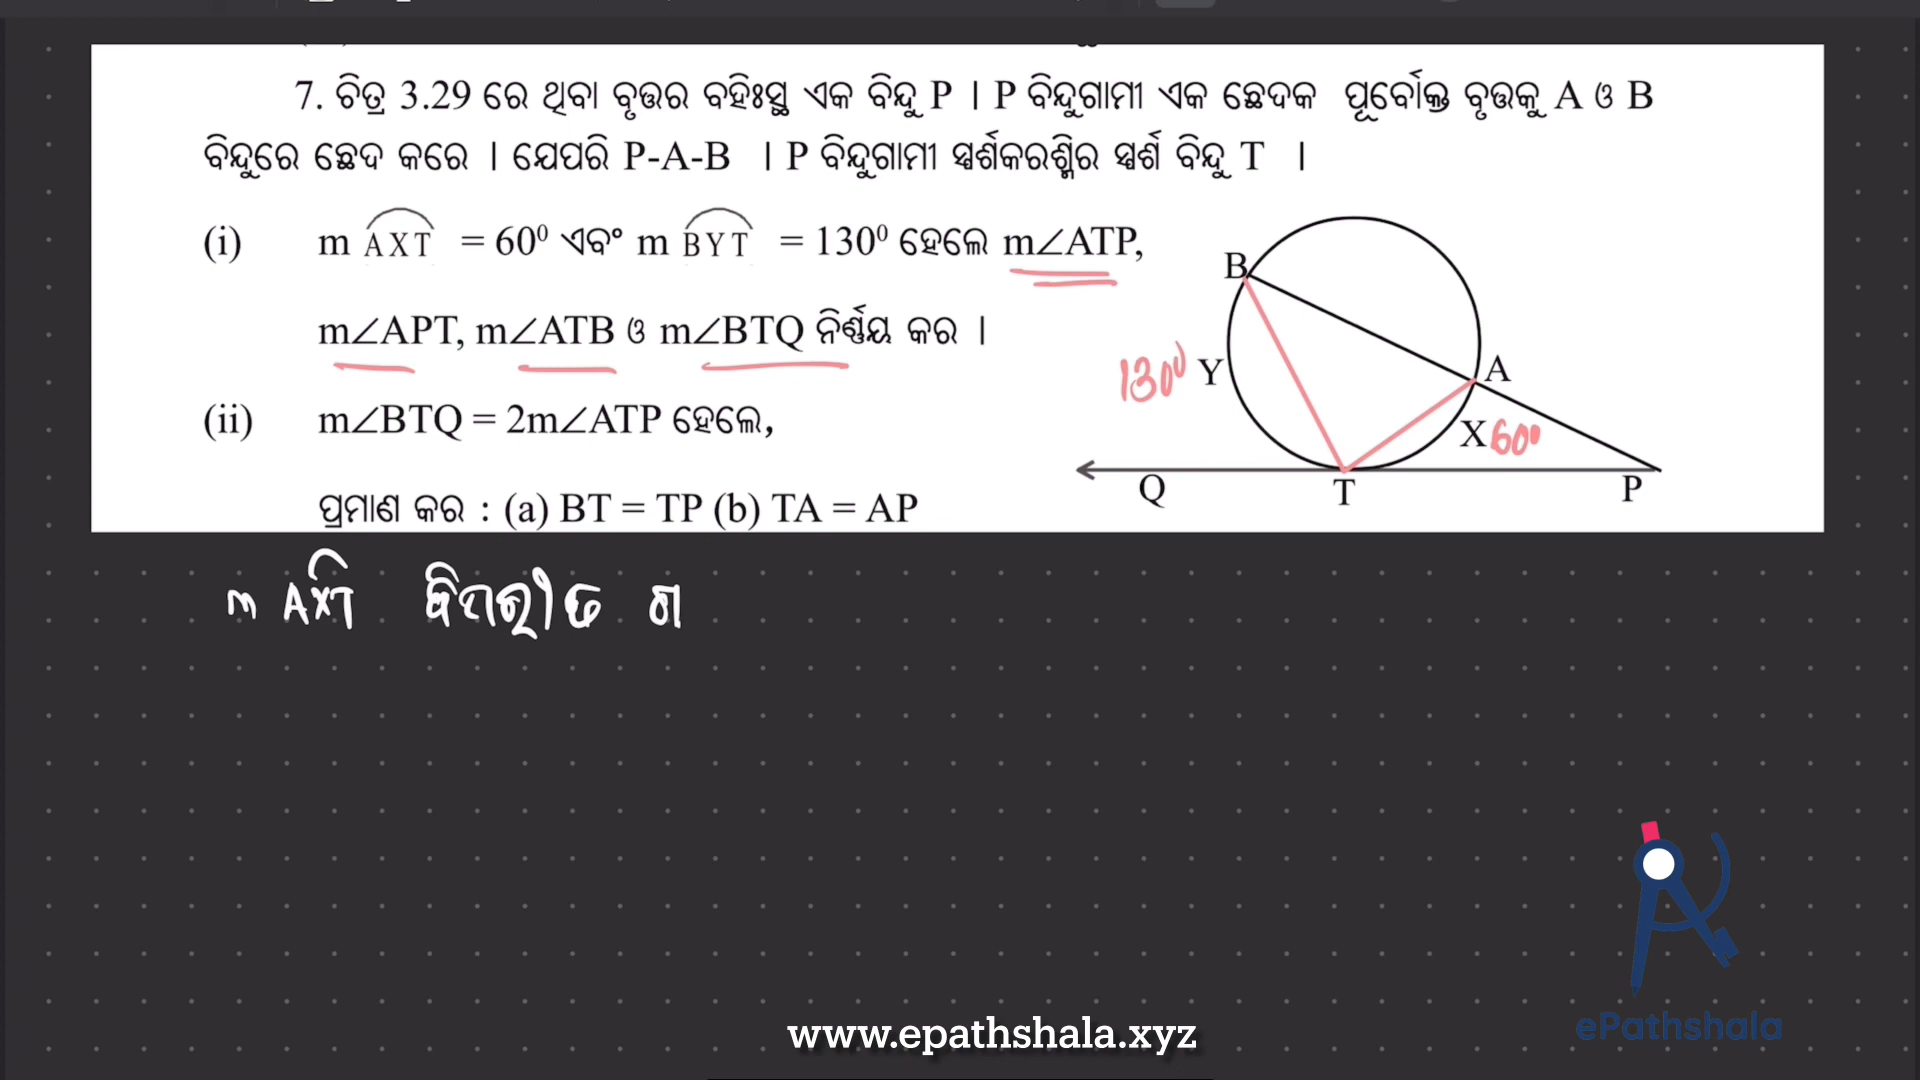 7. ଚିତ୍ର 3.29 ରେ ଥିବା ବୃତ୍ତର ବହିଃସ୍ଥ ଏକ ବିନ୍ଦୁ P । P ବିନ୍ଦୁଗାମୀ ଏକ ଛେଦକ ପୂର୍ବୋକ୍ତ ବୃତ୍ତକୁ A ଓ B
ବିନ୍ଦୁରେ ଛେଦ କରେ । ଯେପରି P-A-B । P ବିନ୍ଦୁଗାମୀ ସ୍ପର୍ଶକରଶ୍ମିର ସ୍ପର୍ଶ ବିନ୍ଦୁ T ।
(i) m AXT = 60⁰ ଏବଂ m BYT = 130⁰ ହେଲେ m∠ATP,
m∠APT, m∠ATB ଓ m∠BTQ ନିର୍ଣ୍ଣୟ କର ।
(ii) m∠BTQ = 2m∠ATP ହେଲେ,
ପ୍ରମାଣ କର : (a) BT = TP (b) TA = AP
B
130⁰ Y
A
X 60⁰
Q T P
m AXT ବିପରୀତ
ePathshala
www.epathshala.xyz